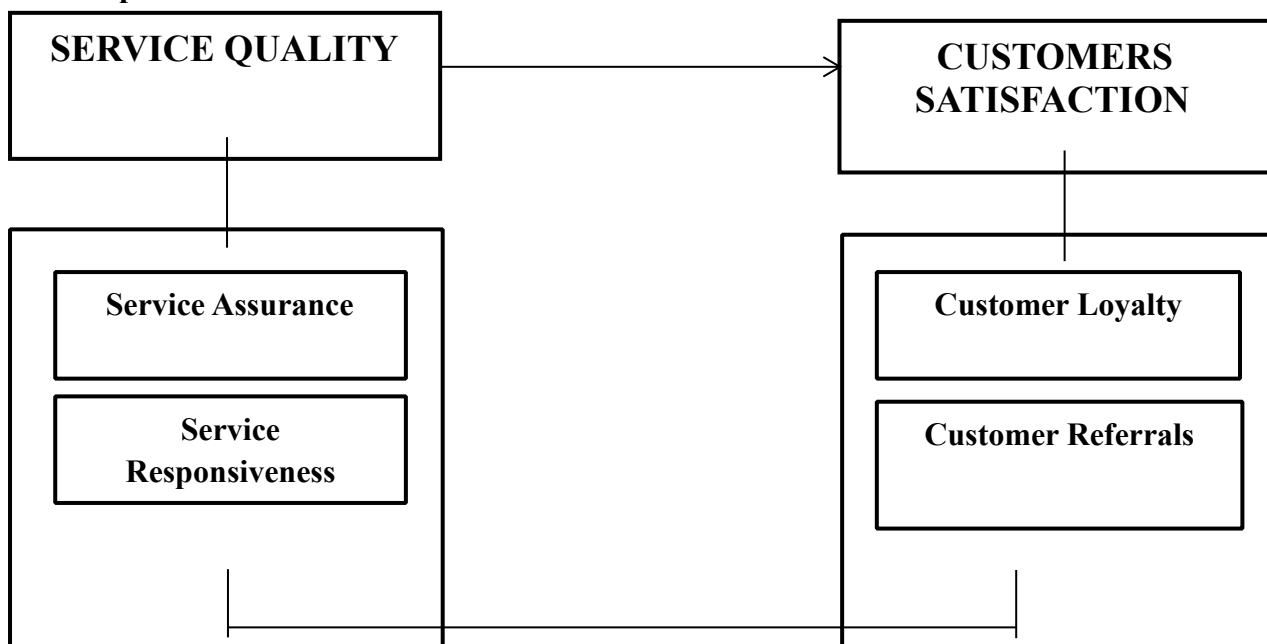 SERVICE QUALITY
CUSTOMERS
SATISFACTION
Service Assurance
Service
Responsiveness
Customer Loyalty
Customer Referrals